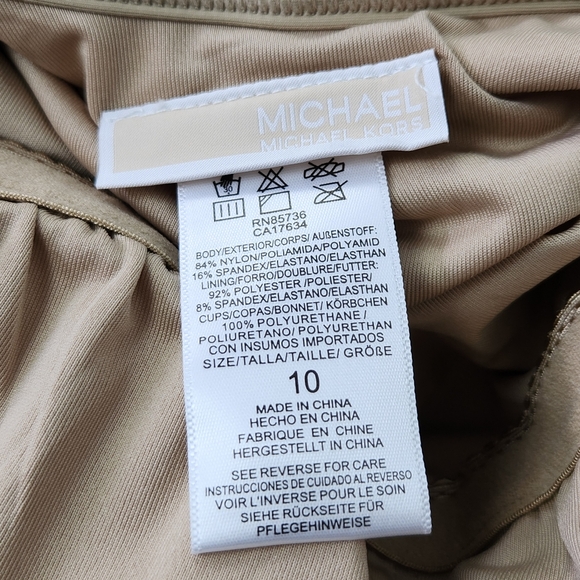 MICHAEL
MICHAEL KORS
30
RN85736
CA17634
BODY/EXTERIOR/CORPS/ AUßENSTOFF:
84% NYLON/POLIAMIDA/POLYAMID
16% SPANDEX/ELASTANO/ELASTHAN
LINING/FORRO/DOUBLURE/FUTTER:
92% POLYESTER /POLIESTER/
8% SPANDEX/ELASTANO/ELASTHAN
CUPS/COPAS/BONNET/ KÖRBCHEN
100% POLYURETHANE /
POLIURETANO / POLYURETHAN
CON INSUMOS IMPORTADOS
SIZE/TALLA/TAILLE/ GRÖßE
10
MADE IN CHINA
HECHO EN CHINA
FABRIQUE EN CHINE
HERGESTELLT IN CHINA
SEE REVERSE FOR CARE
INSTRUCCIONES DE CUIDADO AL REVERSO
VOIR L'INVERSE POUR LE SOIN
SIEHE RÜCKSEITE FÜR
PFLEGEHINWEISE